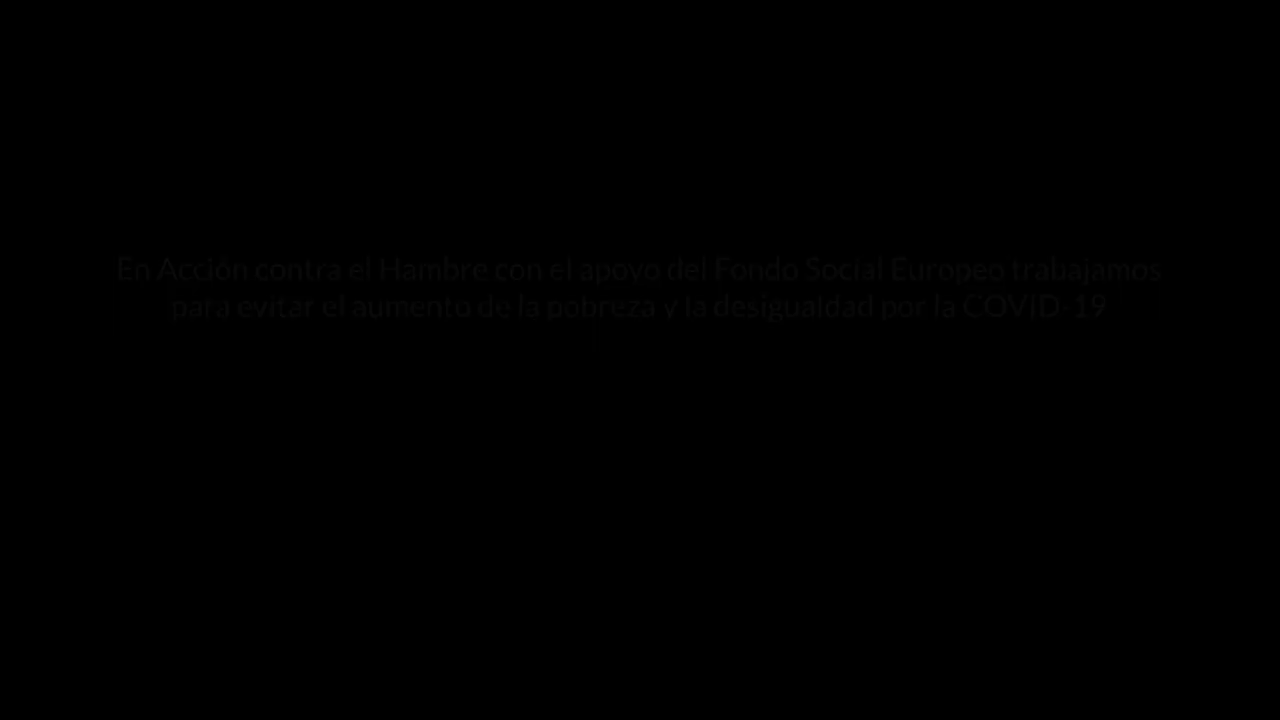 En Acción contra el Hambre con el apoyo del Fondo Social Europeo trabajamos
para evitar el aumento de la pobreza y la desigualdad por la COVID-19